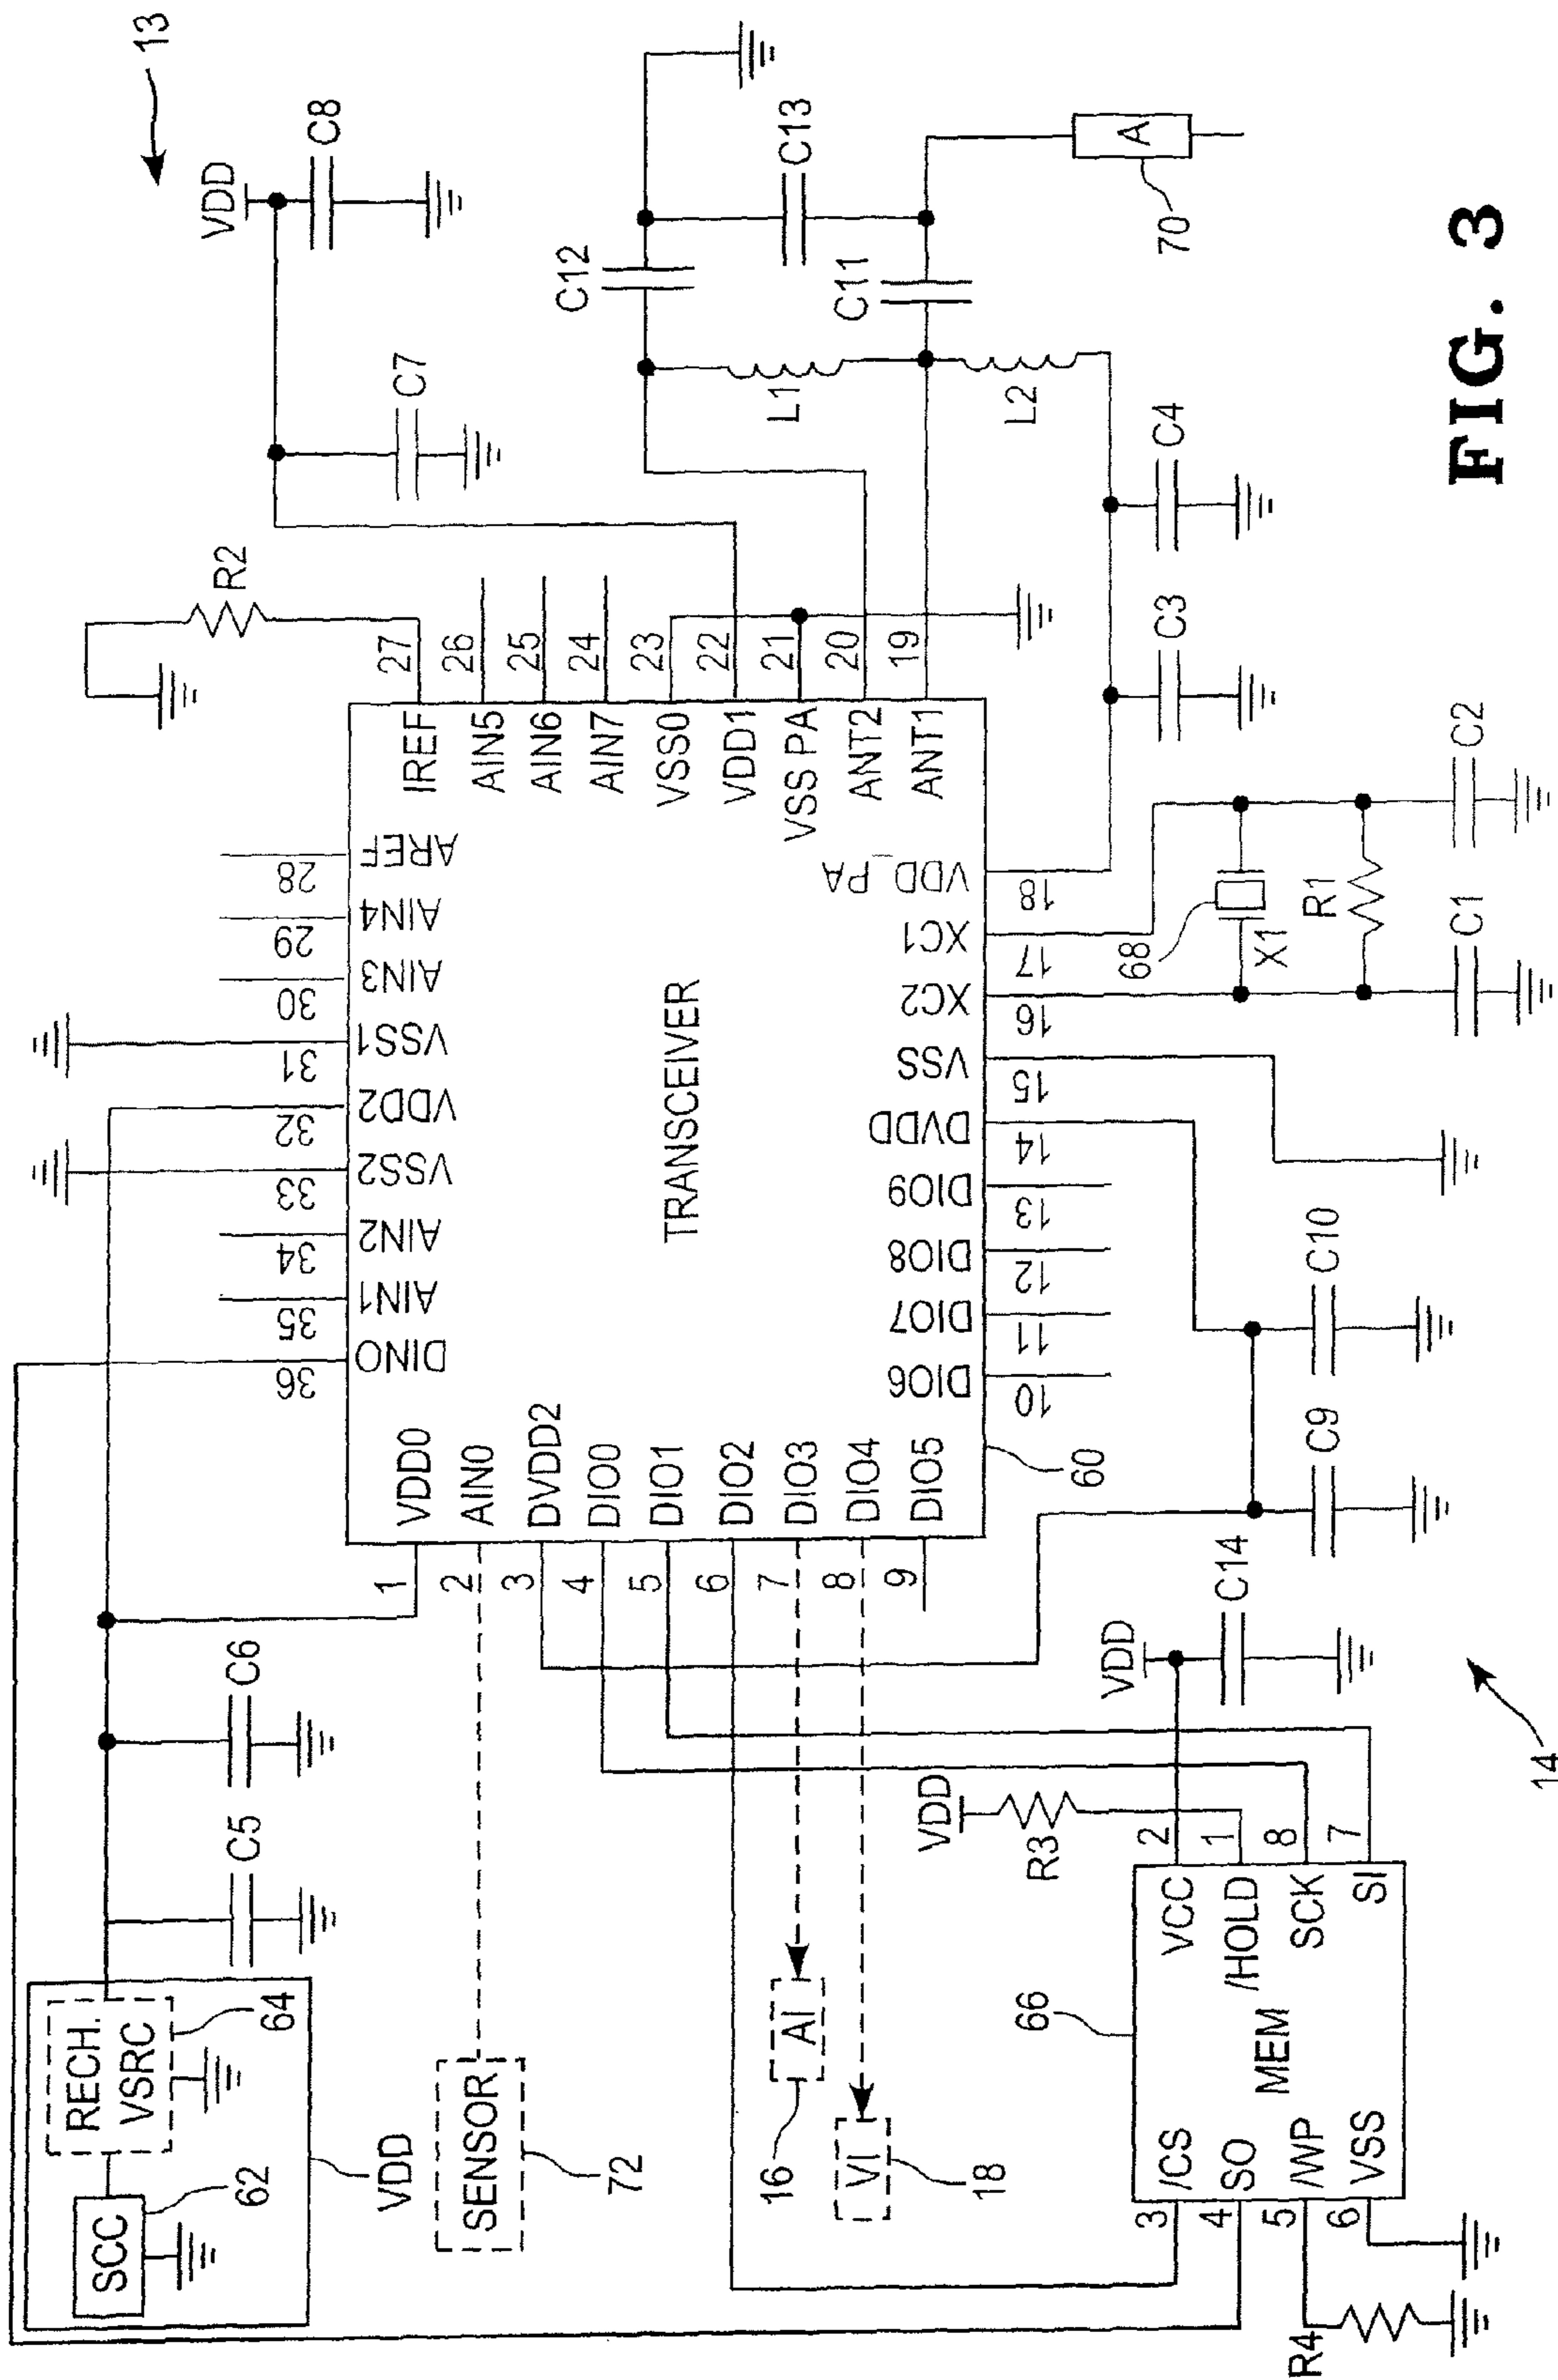 13
VDD
C8
C7
R2
C12
C13
C11
L1
L2
A
70
C4
C3
27
26
25
24
23
22
21
20
19
IREF
AIN5
AIN6
AIN7
VSS0
VDD1
VSS PA
ANT2
ANT1
28 AREF
29 AIN4
30 AIN3
31 VSS1
32 VDD2
33 VSS2
34 AIN2
35 AIN1
36 DINO
TRANSCEIVER
VDD_PA 18
XC1 17
XC2 16
VSS 15
DVDD 14
DIO9 13
DIO8 12
DIO7 11
DIO6 10
68
X1
R1
C2
C1
C10
C9
60
VDD0
AIN0
DVDD2
DIO0
DIO1
DIO2
DIO3
DIO4
DIO5
1
2
3
4
5
6
7
8
9
C6
C5
RECH.
VSRC
64
SCC
62
VDD
SENSOR
72
AI
16
VI
18
VDD
C14
VDD
R3
2
1
8
7
VCC
/HOLD
SCK
SI
MEM
66
/CS
SO
/WP
VSS
3
4
5
6
R4
14
FIG. 3